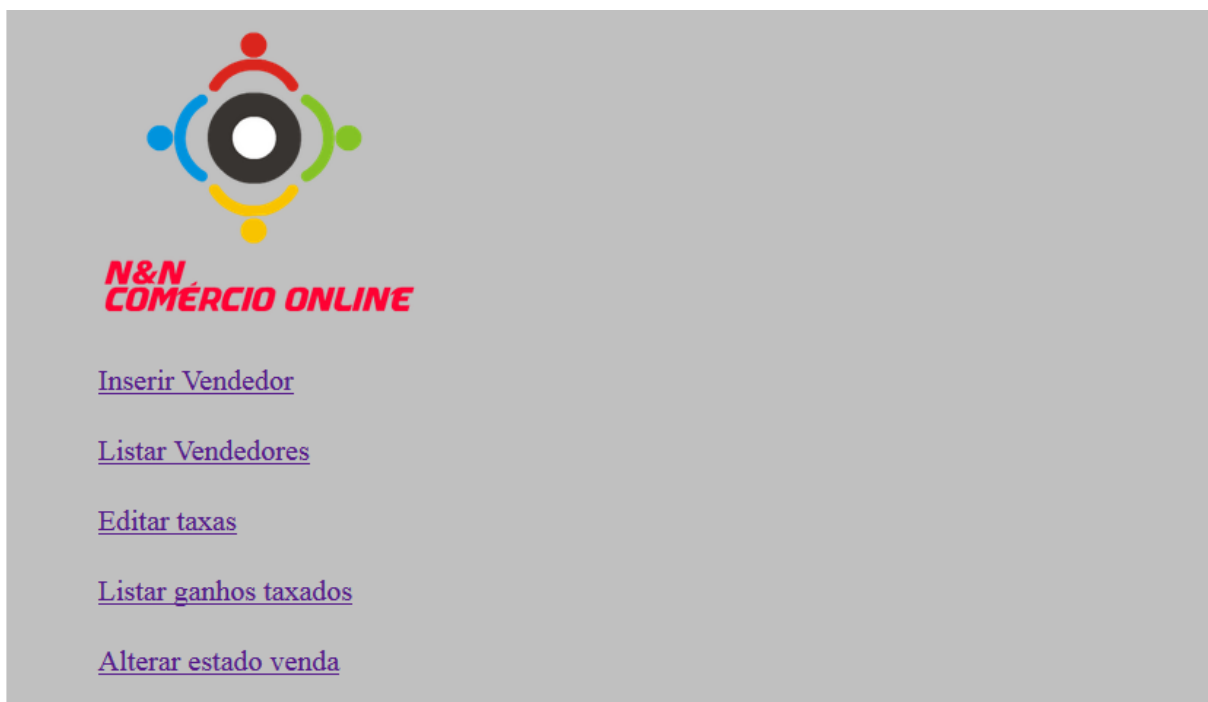 N&N
COMÉRCIO ONLINE
Inserir Vendedor
Listar Vendedores
Editar taxas
Listar ganhos taxados
Alterar estado venda